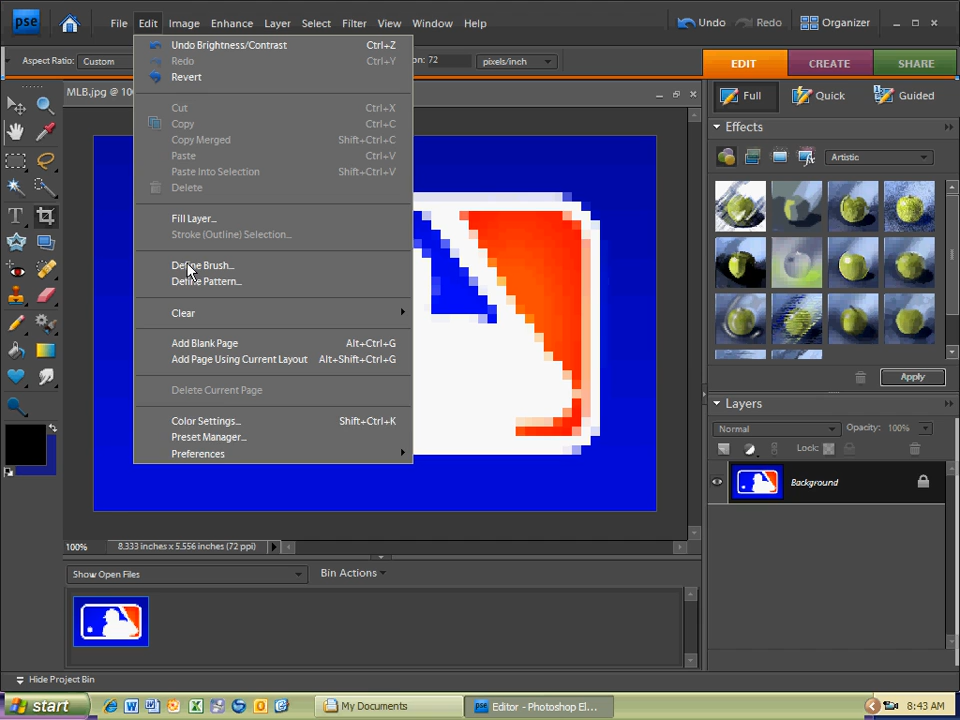 pse
File Edit Image Enhance Layer Select Filter View Window Help
Undo Redo Organizer
Aspect Ratio: Custom
on: 72 pixels/inch
EDIT CREATE SHARE
MLB.jpg @ 100
Full Quick Guided
Undo Brightness/Contrast Ctrl+Z
Redo Ctrl+Y
Revert
Cut Ctrl+X
Copy Ctrl+C
Copy Merged Shift+Ctrl+C
Paste Ctrl+V
Paste Into Selection Shift+Ctrl+V
Delete
Fill Layer...
Stroke (Outline) Selection...
Define Brush...
Define Pattern...
Clear
Add Blank Page Alt+Ctrl+G
Add Page Using Current Layout Alt+Shift+Ctrl+G
Delete Current Page
Color Settings... Shift+Ctrl+K
Preset Manager...
Preferences
Effects
Artistic
Apply
Layers
Normal Opacity: 100%
Lock:
Background
T
100% 8.333 inches x 5.556 inches (72 ppi)
Show Open Files Bin Actions
Hide Project Bin
start My Documents Editor - Photoshop El... 8:43 AM